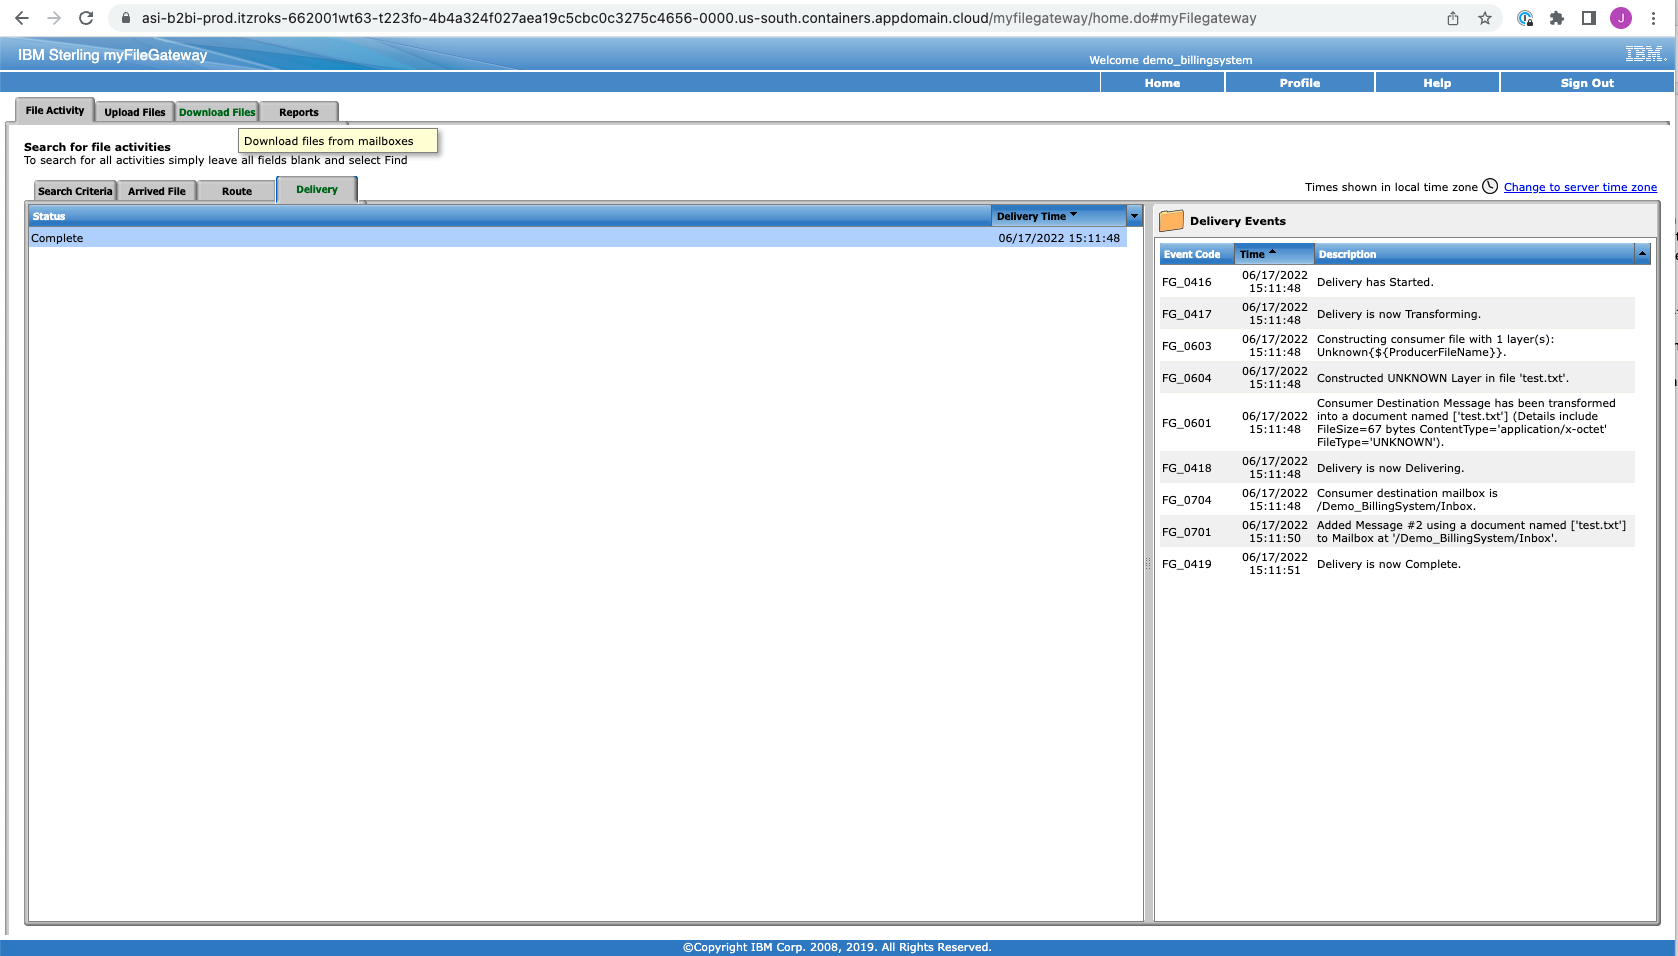 asi-b2bi-prod.itzroks-662001wt63-t223fo-4b4a324f027aea19c5cbc0c3275c4656-0000.us-south.containers.appdomain.cloud/myfilegateway/home.do#myFilegateway
J
IBM Sterling myFileGateway
Welcome demo_billingsystem
IBM
Home
Profile
Help
Sign Out
File Activity
Upload Files
Download Files
Reports
Download files from mailboxes
Search for file activities
To search for all activities simply leave all fields blank and select Find
Search Criteria
Arrived File
Route
Delivery
Times shown in local time zone
Change to server time zone
Status
Delivery Time
Complete
06/17/2022 15:11:48
Delivery Events
Event Code
Time
Description
FG_0416
06/17/2022
15:11:48
Delivery has Started.
FG_0417
06/17/2022
15:11:48
Delivery is now Transforming.
FG_0603
06/17/2022
15:11:48
Constructing consumer file with 1 layer(s):
Unknown{${ProducerFileName}}.
FG_0604
06/17/2022
15:11:48
Constructed UNKNOWN Layer in file 'test.txt'.
FG_0601
06/17/2022
15:11:48
Consumer Destination Message has been transformed
into a document named ['test.txt'] (Details include
FileSize=67 bytes ContentType='application/x-octet'
FileType='UNKNOWN').
FG_0418
06/17/2022
15:11:48
Delivery is now Delivering.
FG_0704
06/17/2022
15:11:48
Consumer destination mailbox is
/Demo_BillingSystem/Inbox.
FG_0701
06/17/2022
15:11:50
Added Message #2 using a document named ['test.txt']
to Mailbox at '/Demo_BillingSystem/Inbox'.
FG_0419
06/17/2022
15:11:51
Delivery is now Complete.
©Copyright IBM Corp. 2008, 2019. All Rights Reserved.